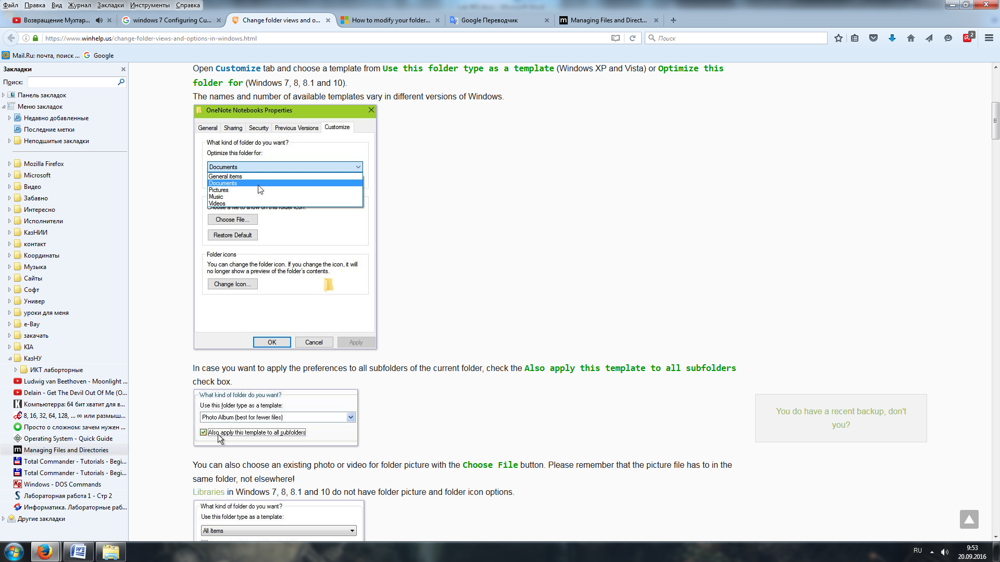 Файл Правка Вид Журнал Закладки Инструменты Справка
Возвращение Мухтар...
windows 7 Configuring Cu...
Change folder views and o...
How to modify your folder...
Google Переводчик
Managing Files and Direct...
https://www.winhelp.us/change-folder-views-and-options-in-windows.html
Поиск
2
Mail.Ru: почта, поиск ...
Google
Закладки
Поиск:
Панель закладок
Меню закладок
Недавно добавленные
Последние метки
Неподшитые закладки
Mozilla Firefox
Microsoft
Видео
Забавно
Интересно
Исполнители
КазНИИ
контакт
Координаты
Музыка
Сайты
Софт
Универ
уроки для меня
e-Bay
закачать
KIA
КазНУ
ИКТ лаборторные
Ludwig van Beethoven - Moonlight ...
Delain - Get The Devil Out Of Me (O...
Компьютерра: 64 бит хватит для в...
8, 16, 32, 64, 128, ... ∞ или размыш...
Просто о сложном: зачем нужен ...
Operating System - Quick Guide
Managing Files and Directories
Total Commander - Tutorials - Begi...
Total Commander - Tutorials - Begi...
Windows - DOS Commands
Лабораторная работа 1 - Стр 2
Информатика. Лабораторные раб...
Другие закладки
Open Customize tab and choose a template from Use this folder type as a template (Windows XP and Vista) or Optimize this
folder for (Windows 7, 8, 8.1 and 10).
The names and number of available templates vary in different versions of Windows.
OneNote Notebooks Properties
General Sharing Security Previous Versions Customize
What kind of folder do you want?
Optimize this folder for:
Documents
General items
Documents
Pictures
Music
Videos
Choose a file to show on this folder icon.
Choose File...
Restore Default
Folder icons
You can change the folder icon. If you change the icon, it will
no longer show a preview of the folder's contents.
Change Icon...
OK Cancel Apply
In case you want to apply the preferences to all subfolders of the current folder, check the Also apply this template to all subfolders
check box.
What kind of folder do you want?
Use this folder type as a template:
Photo Album (best for fewer files)
Also apply this template to all subfolders
You do have a recent backup, don't
you?
You can also choose an existing photo or video for folder picture with the Choose File button. Please remember that the picture file has to in the
same folder, not elsewhere!
Libraries in Windows 7, 8, 8.1 and 10 do not have folder picture and folder icon options.
What kind of folder do you want?
Use this folder type as a template:
All Items
RU
9:53
20.09.2016